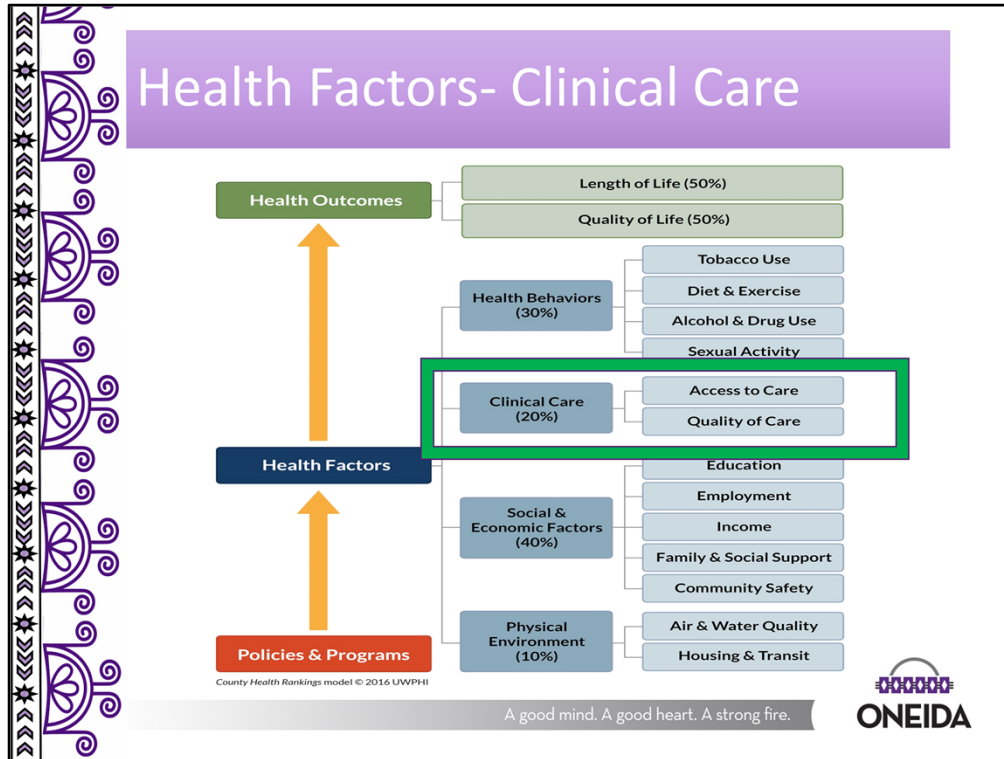 Health Factors- Clinical Care
Health Outcomes
Length of Life (50%)
Quality of Life (50%)
Health Behaviors
(30%)
Tobacco Use
Diet & Exercise
Alcohol & Drug Use
Sexual Activity
Clinical Care
(20%)
Access to Care
Quality of Care
Health Factors
Social &
Economic Factors
(40%)
Education
Employment
Income
Family & Social Support
Community Safety
Physical
Environment
(10%)
Air & Water Quality
Housing & Transit
Policies & Programs
County Health Rankings model © 2016 UWPHI
A good mind. A good heart. A strong fire.
ONEIDA